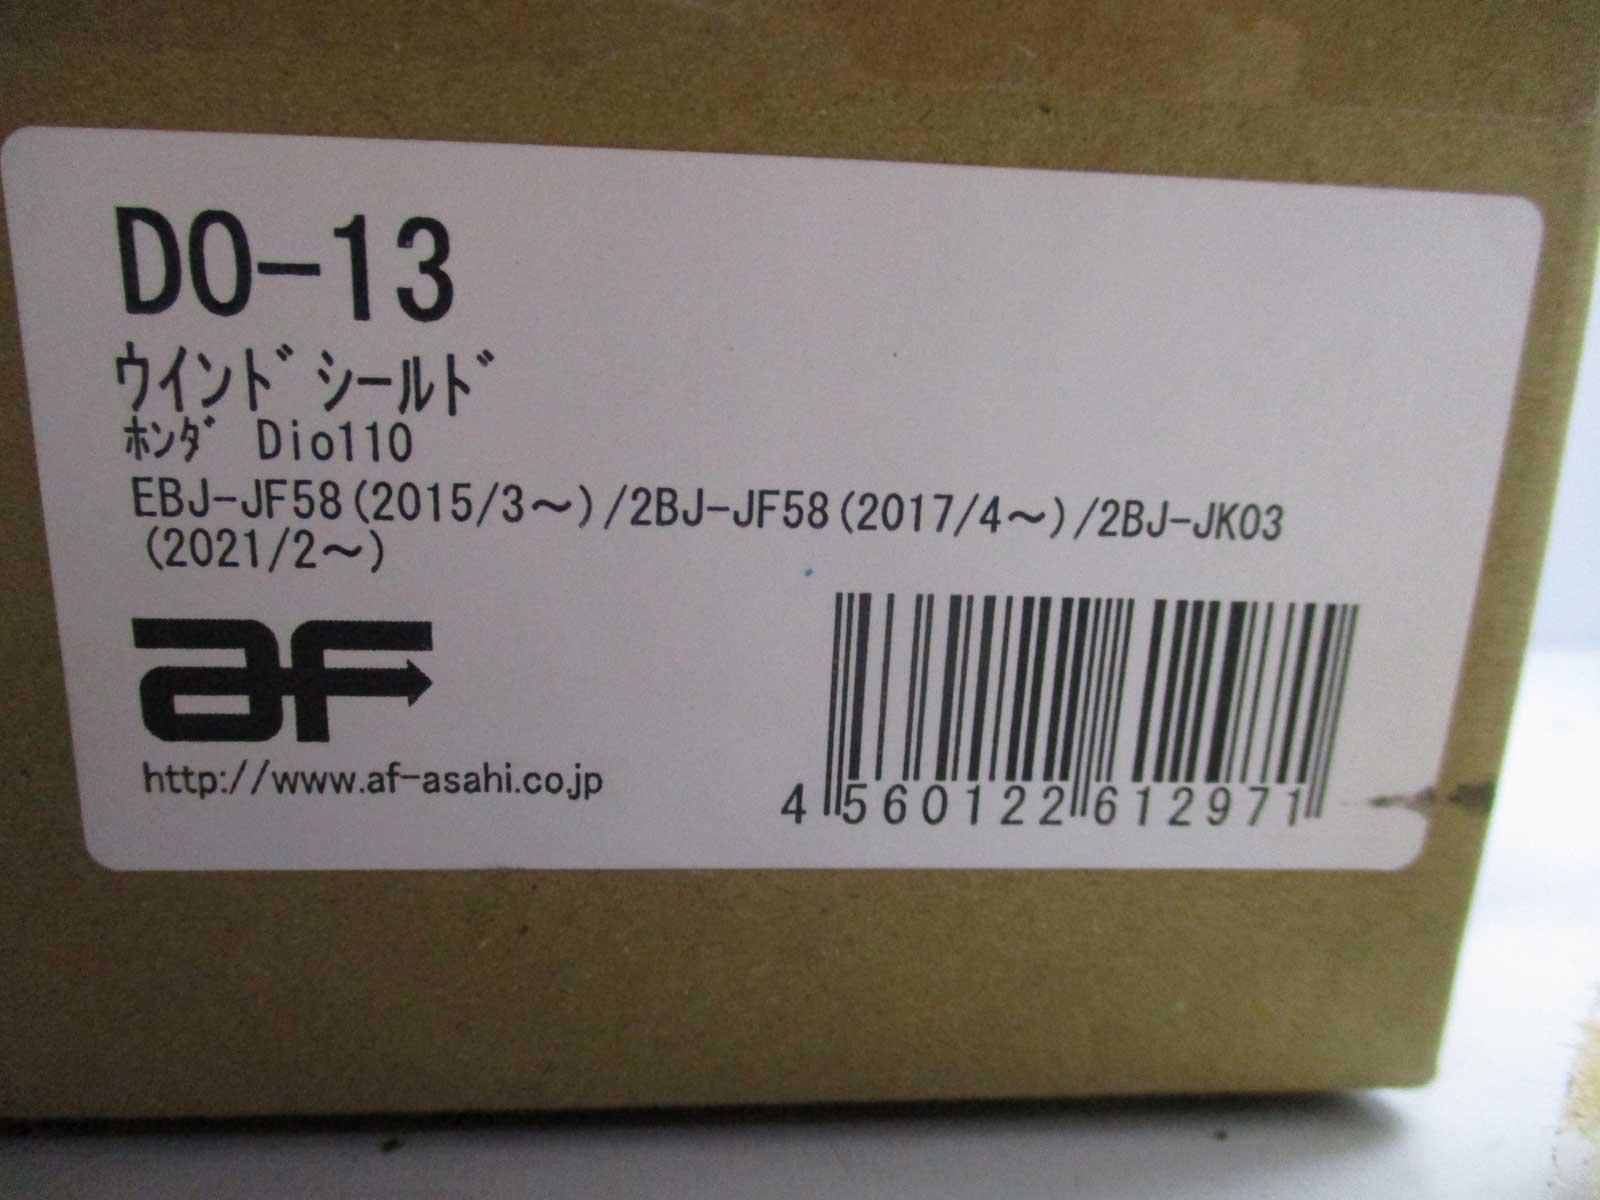 DO-13
ｳｲﾝﾄﾞｼｰﾙﾄﾞ
ﾎﾝﾀﾞ Dio110
EBJ-JF58(2015/3～)/2BJ-JF58(2017/4～)/2BJ-JK03
(2021/2～)
af
http://www.af-asahi.co.jp
4 560122 612971